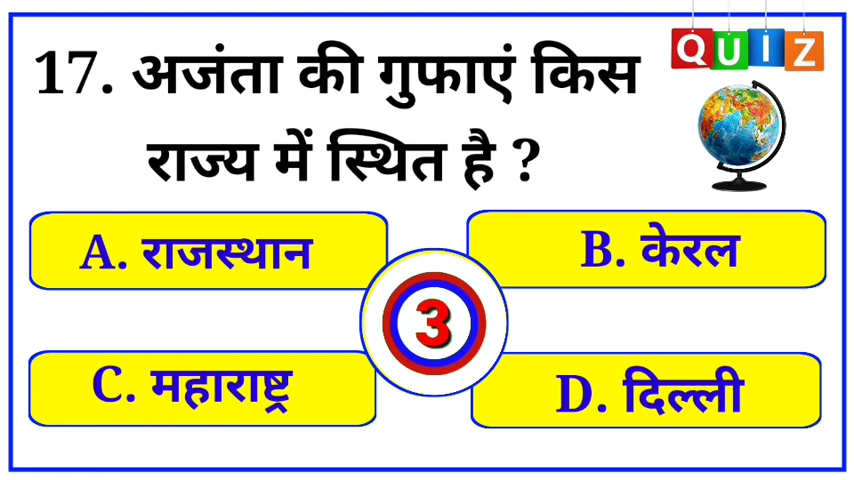 QUIZ
17. अजंता की गुफाएं किस
राज्य में स्थित है ?
A. राजस्थान
B. केरल
3
C. महाराष्ट्र
D. दिल्ली